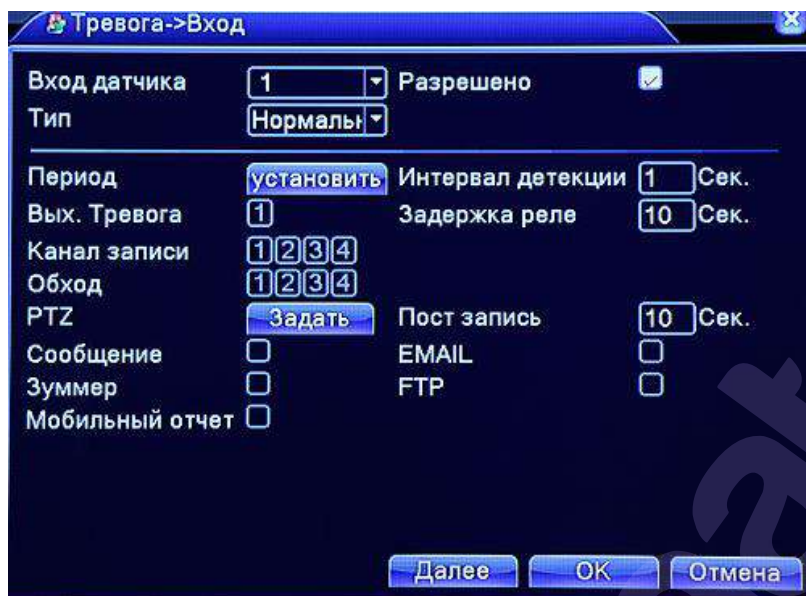 Тревога->Вход
Вход датчика 1 Разрешено
Тип Нормальн
Период установить Интервал детекции 1 Сек.
Вых. Тревога 1 Задержка реле 10 Сек.
Канал записи 1 2 3 4
Обход 1 2 3 4
PTZ Задать Пост запись 10 Сек.
Сообщение EMAIL
Зуммер FTP
Мобильный отчет
Далее OK Отмена